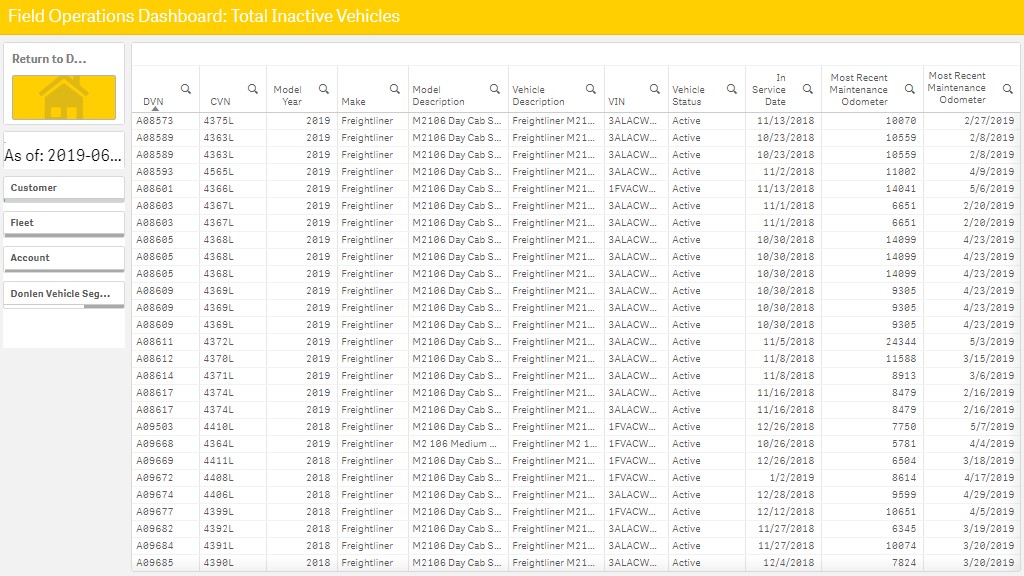 Field Operations Dashboard: Total Inactive Vehicles
Return to D...
As of: 2019-06...
Customer
Fleet
Account
Donlen Vehicle Seg...
DVN CVN Model Year Make Model Description Vehicle Description VIN Vehicle Status In Service Date Most Recent Maintenance Odometer Most Recent Maintenance Odometer
A08573 4375L 2019 Freightliner M2106 Day Cab S... Freightliner M21... 3ALACW... Active 11/13/2018 10070 2/27/2019
A08589 4363L 2019 Freightliner M2106 Day Cab S... Freightliner M21... 3ALACW... Active 10/23/2018 10559 2/8/2019
A08589 4363L 2019 Freightliner M2106 Day Cab S... Freightliner M21... 3ALACW... Active 10/23/2018 10559 2/8/2019
A08593 4565L 2019 Freightliner M2106 Day Cab S... Freightliner M21... 3ALACW... Active 11/2/2018 11002 4/9/2019
A08601 4366L 2019 Freightliner M2106 Day Cab S... Freightliner M21... 1FVACW... Active 11/13/2018 14041 5/6/2019
A08603 4367L 2019 Freightliner M2106 Day Cab S... Freightliner M21... 3ALACW... Active 11/1/2018 6651 2/20/2019
A08603 4367L 2019 Freightliner M2106 Day Cab S... Freightliner M21... 3ALACW... Active 11/1/2018 6651 2/20/2019
A08605 4368L 2019 Freightliner M2106 Day Cab S... Freightliner M21... 3ALACW... Active 10/30/2018 14099 4/23/2019
A08605 4368L 2019 Freightliner M2106 Day Cab S... Freightliner M21... 3ALACW... Active 10/30/2018 14099 4/23/2019
A08605 4368L 2019 Freightliner M2106 Day Cab S... Freightliner M21... 3ALACW... Active 10/30/2018 14099 4/23/2019
A08609 4369L 2019 Freightliner M2106 Day Cab S... Freightliner M21... 3ALACW... Active 10/30/2018 9305 4/23/2019
A08609 4369L 2019 Freightliner M2106 Day Cab S... Freightliner M21... 3ALACW... Active 10/30/2018 9305 4/23/2019
A08609 4369L 2019 Freightliner M2106 Day Cab S... Freightliner M21... 3ALACW... Active 10/30/2018 9305 4/23/2019
A08611 4372L 2019 Freightliner M2106 Day Cab S... Freightliner M21... 3ALACW... Active 11/5/2018 24344 5/3/2019
A08612 4370L 2019 Freightliner M2106 Day Cab S... Freightliner M21... 3ALACW... Active 11/8/2018 11588 3/15/2019
A08614 4371L 2019 Freightliner M2106 Day Cab S... Freightliner M21... 3ALACW... Active 11/8/2018 8913 3/6/2019
A08617 4374L 2019 Freightliner M2106 Day Cab S... Freightliner M21... 3ALACW... Active 11/16/2018 8479 2/16/2019
A08617 4374L 2019 Freightliner M2106 Day Cab S... Freightliner M21... 3ALACW... Active 11/16/2018 8479 2/16/2019
A09503 4410L 2018 Freightliner M2106 Day Cab S... Freightliner M21... 1FVACW... Active 12/26/2018 7750 5/7/2019
A09668 4364L 2019 Freightliner M2 106 Medium ... Freightliner M2 1... 1FVACW... Active 10/26/2018 5781 4/4/2019
A09669 4411L 2018 Freightliner M2106 Day Cab S... Freightliner M21... 1FVACW... Active 12/26/2018 6504 3/18/2019
A09672 4408L 2018 Freightliner M2106 Day Cab S... Freightliner M21... 1FVACW... Active 1/2/2019 8614 4/17/2019
A09674 4406L 2018 Freightliner M2106 Day Cab S... Freightliner M21... 3ALACW... Active 12/28/2018 9599 4/29/2019
A09677 4399L 2018 Freightliner M2106 Day Cab S... Freightliner M21... 1FVACW... Active 12/12/2018 10651 4/5/2019
A09682 4392L 2018 Freightliner M2106 Day Cab S... Freightliner M21... 3ALACW... Active 11/27/2018 6345 3/19/2019
A09684 4391L 2018 Freightliner M2106 Day Cab S... Freightliner M21... 3ALACW... Active 11/27/2018 10074 3/20/2019
A09685 4390L 2018 Freightliner M2106 Day Cab S... Freightliner M21... 3ALACW... Active 12/4/2018 7824 3/20/2019